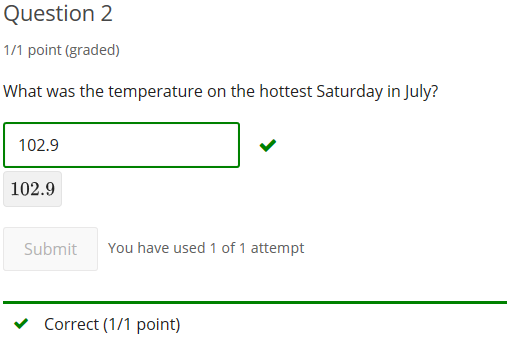 Question 2
1/1 point (graded)
What was the temperature on the hottest Saturday in July?
102.9
102.9
Submit You have used 1 of 1 attempt
Correct (1/1 point)